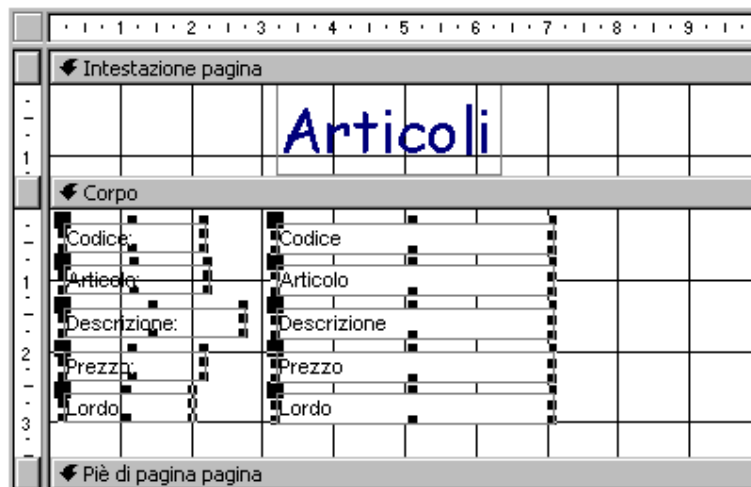 1 2 3 4 5 6 7 8 9
Intestazione pagina
Articoli
1
Corpo
Codice: Codice
Articolo: Articolo
1
Descrizione: Descrizione
2
Prezzo: Prezzo
Lordo Lordo
3
Piè di pagina pagina